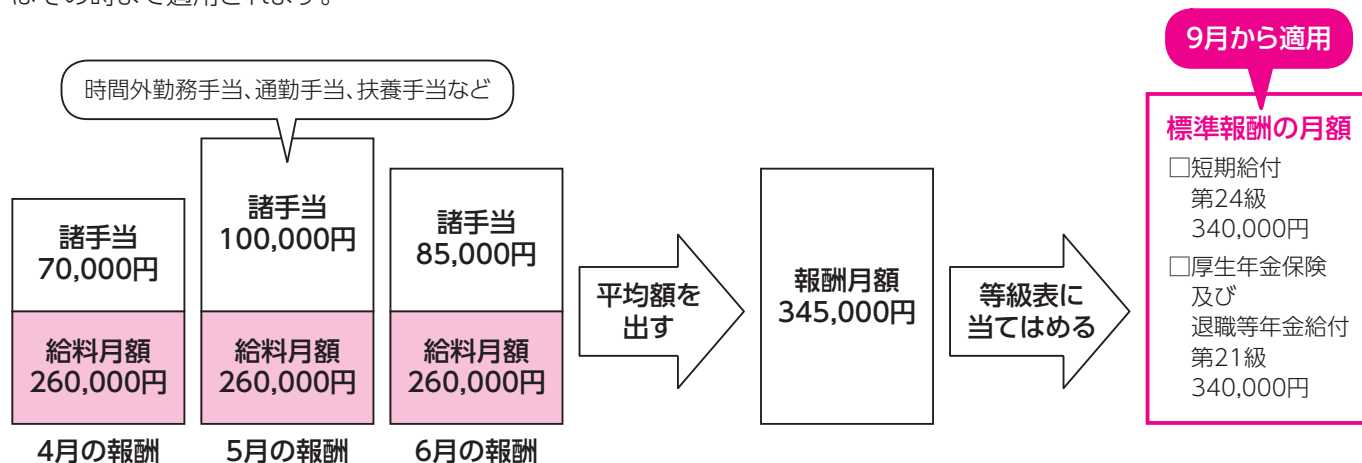 9月から適用
時間外勤務手当、通勤手当、扶養手当など
諸手当
70,000円
給料月額
260,000円
4月の報酬
諸手当
100,000円
給料月額
260,000円
5月の報酬
諸手当
85,000円
給料月額
260,000円
6月の報酬
平均額を
出す
報酬月額
345,000円
等級表に
当てはめる
標準報酬の月額
□短期給付
第24級
340,000円
□厚生年金保険
及び
退職等年金給付
第21級
340,000円